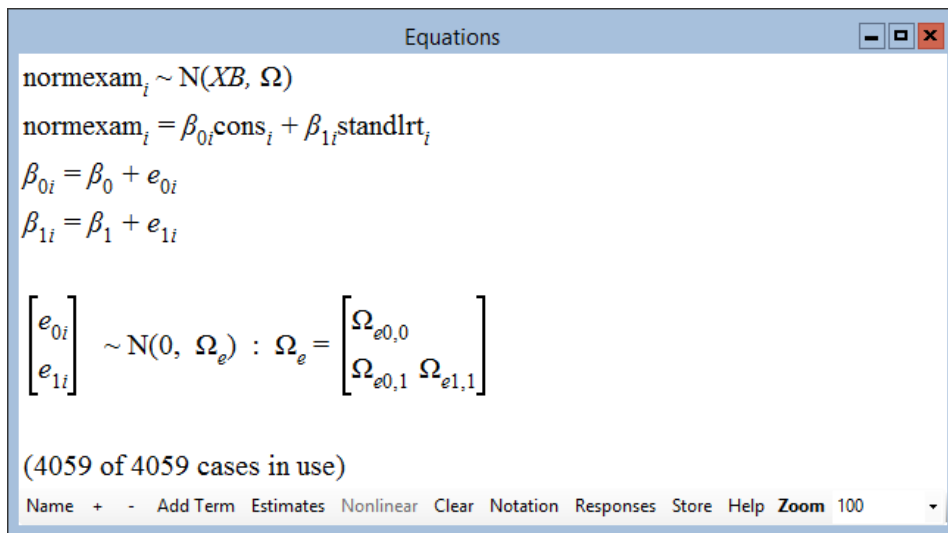 Equations
normexam_i ~ N(XB, Ω)
normexam_i = β_0i cons_i + β_1i standlrt_i
β_0i = β_0 + e_0i
β_1i = β_1 + e_1i
[e_0i e_1i] ~ N(0, Ω_e) : Ω_e = [Ω_e0,0 Ω_e0,1 Ω_e1,1]
(4059 of 4059 cases in use)
Name + - Add Term Estimates Nonlinear Clear Notation Responses Store Help Zoom 100